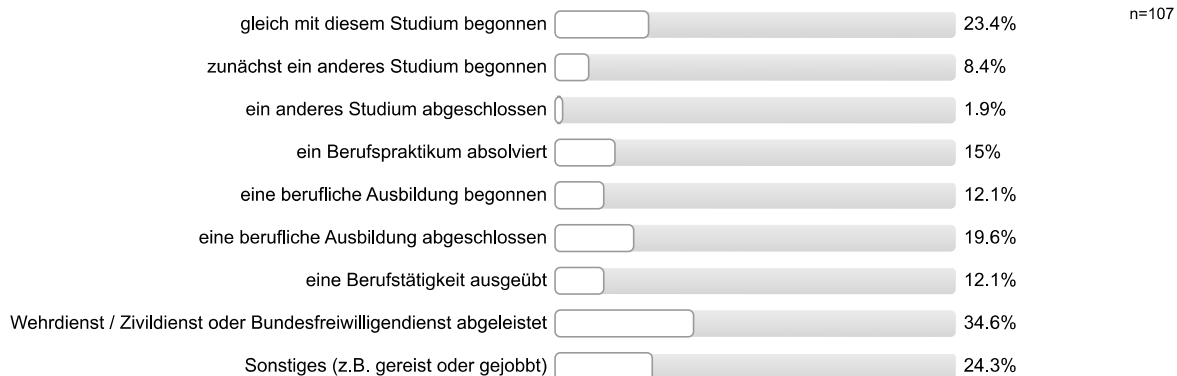 gleich mit diesem Studium begonnen 23.4% n=107
zunächst ein anderes Studium begonnen 8.4%
ein anderes Studium abgeschlossen 1.9%
ein Berufspraktikum absolviert 15%
eine berufliche Ausbildung begonnen 12.1%
eine berufliche Ausbildung abgeschlossen 19.6%
eine Berufstätigkeit ausgeübt 12.1%
Wehrdienst / Zivildienst oder Bundesfreiwilligendienst abgeleistet 34.6%
Sonstiges (z.B. gereist oder gejobbt) 24.3%